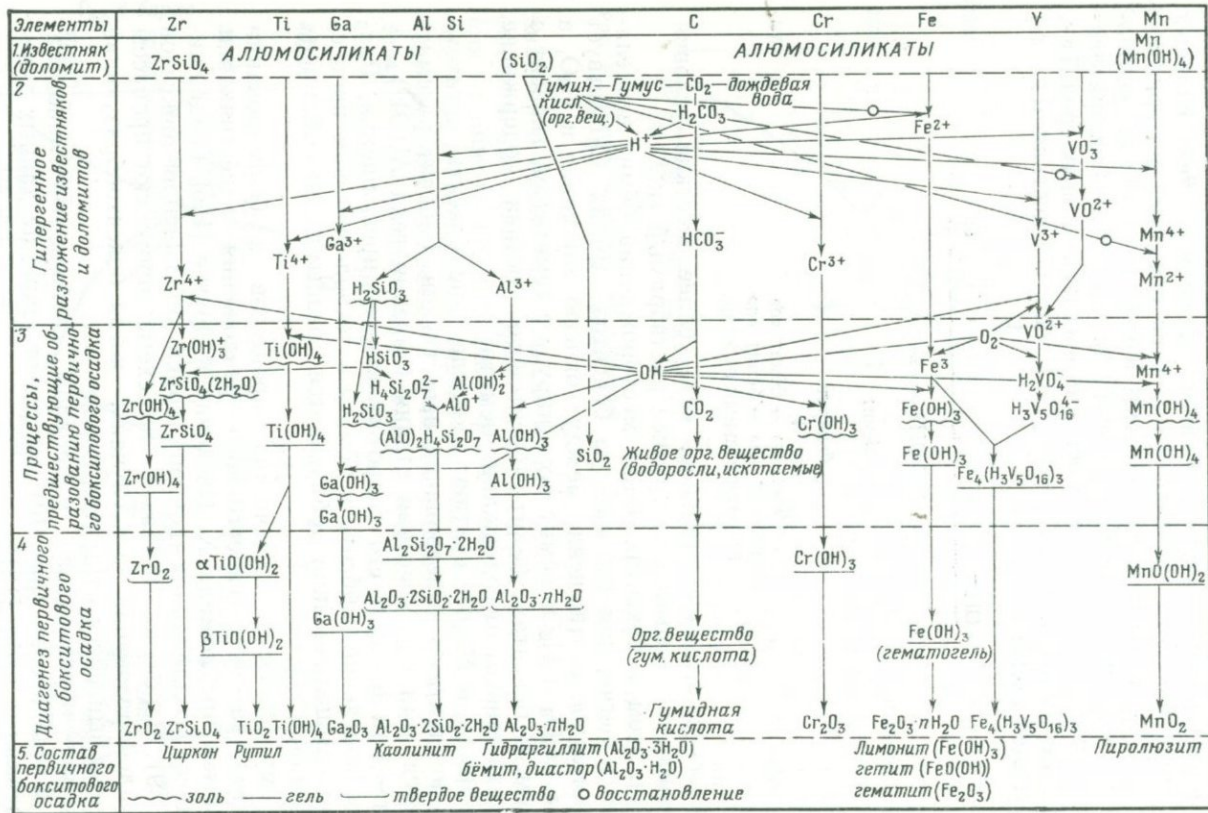 Элементы Zr Ti Ga Al Si C Cr Fe V Mn
1. Известняк (доломит)
ZrSiO₄ АЛЮМОСИЛИКАТЫ (SiO₂) АЛЮМОСИЛИКАТЫ Mn (Mn(OH)₄)
2
Гипергенное разложение известняков и доломитов
Гумин. — Гумус — CO₂ — дождевая
кисл. H₂CO₃ вода
(орг.вещ.)
Fe²⁺
H⁺
VO₃⁻
VO²⁺
Ga³⁺ HCO₃⁻ V³⁺ Mn⁴⁺
Ti⁴⁺ Cr³⁺
Zr⁴⁺ H₂SiO₃ Al³⁺ Mn²⁺
3
Процессы, предшествующие образованию первичного бокситового осадка
Zr(OH)₃⁺ Ti(OH)₄ HSiO₃⁻ O₂ VO²⁺
OH Fe³ Mn⁴⁺
ZrSiO₄(2H₂O) H₄Si₂O₇²⁻ Al(OH)₂⁺ H₂VO₄⁻
Zr(OH)₄ H₂SiO₃ AlO⁺ CO₂ Fe(OH)₃ H₃V₅O₁₆⁴⁻ Mn(OH)₄
ZrSiO₄ Ti(OH)₄ (AlO)₂H₄Si₂O₇ Al(OH)₃ SiO₂ Cr(OH)₃
Живое орг. вещество
(водоросли, ископаемые)
Fe(OH)₃ Mn(OH)₄
Zr(OH)₄ Ga(OH)₃ Al(OH)₃ Fe₄(H₃V₅O₁₆)₃
Ga(OH)₃
4
Диагенез первичного бокситового осадка
Al₂Si₂O₇·2H₂O Cr(OH)₃
ZrO₂ αTiO(OH)₂ MnO(OH)₂
Al₂O₃·2SiO₂·2H₂O Al₂O₃·nH₂O
Ga(OH)₃
βTiO(OH)₂ Орг. вещество Fe(OH)₃
(гум. кислота) (гематогель)
ZrO₂ ZrSiO₄ TiO₂ Ti(OH)₄ Ga₂O₃ Al₂O₃·2SiO₂·2H₂O Al₂O₃·nH₂O Гумидная кислота Cr₂O₃ Fe₂O₃·nH₂O Fe₄(H₃V₅O₁₆)₃ MnO₂
5. Состав первичного бокситового осадка
Циркон Рутил Каолинит Гидраргиллит (Al₂O₃·3H₂O) Лимонит (Fe(OH)₃ Пиролюзит
бёмит, диаспор (Al₂O₃·H₂O) гетит (FeO(OH))
гематит (Fe₂O₃)
золь гель твердое вещество восстановление